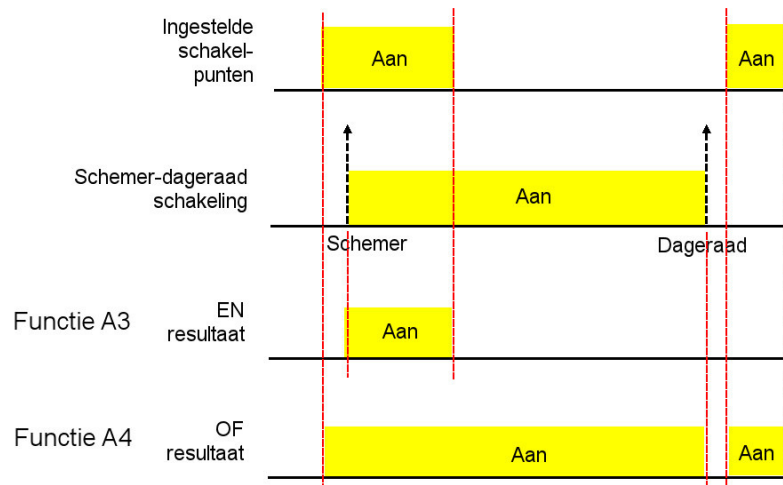 Ingestelde
schakel-
punten
Aan
Aan
Schemer-dageraad
schakeling
Aan
Schemer
Dageraad
Functie A3
EN
resultaat
Aan
Functie A4
OF
resultaat
Aan
Aan